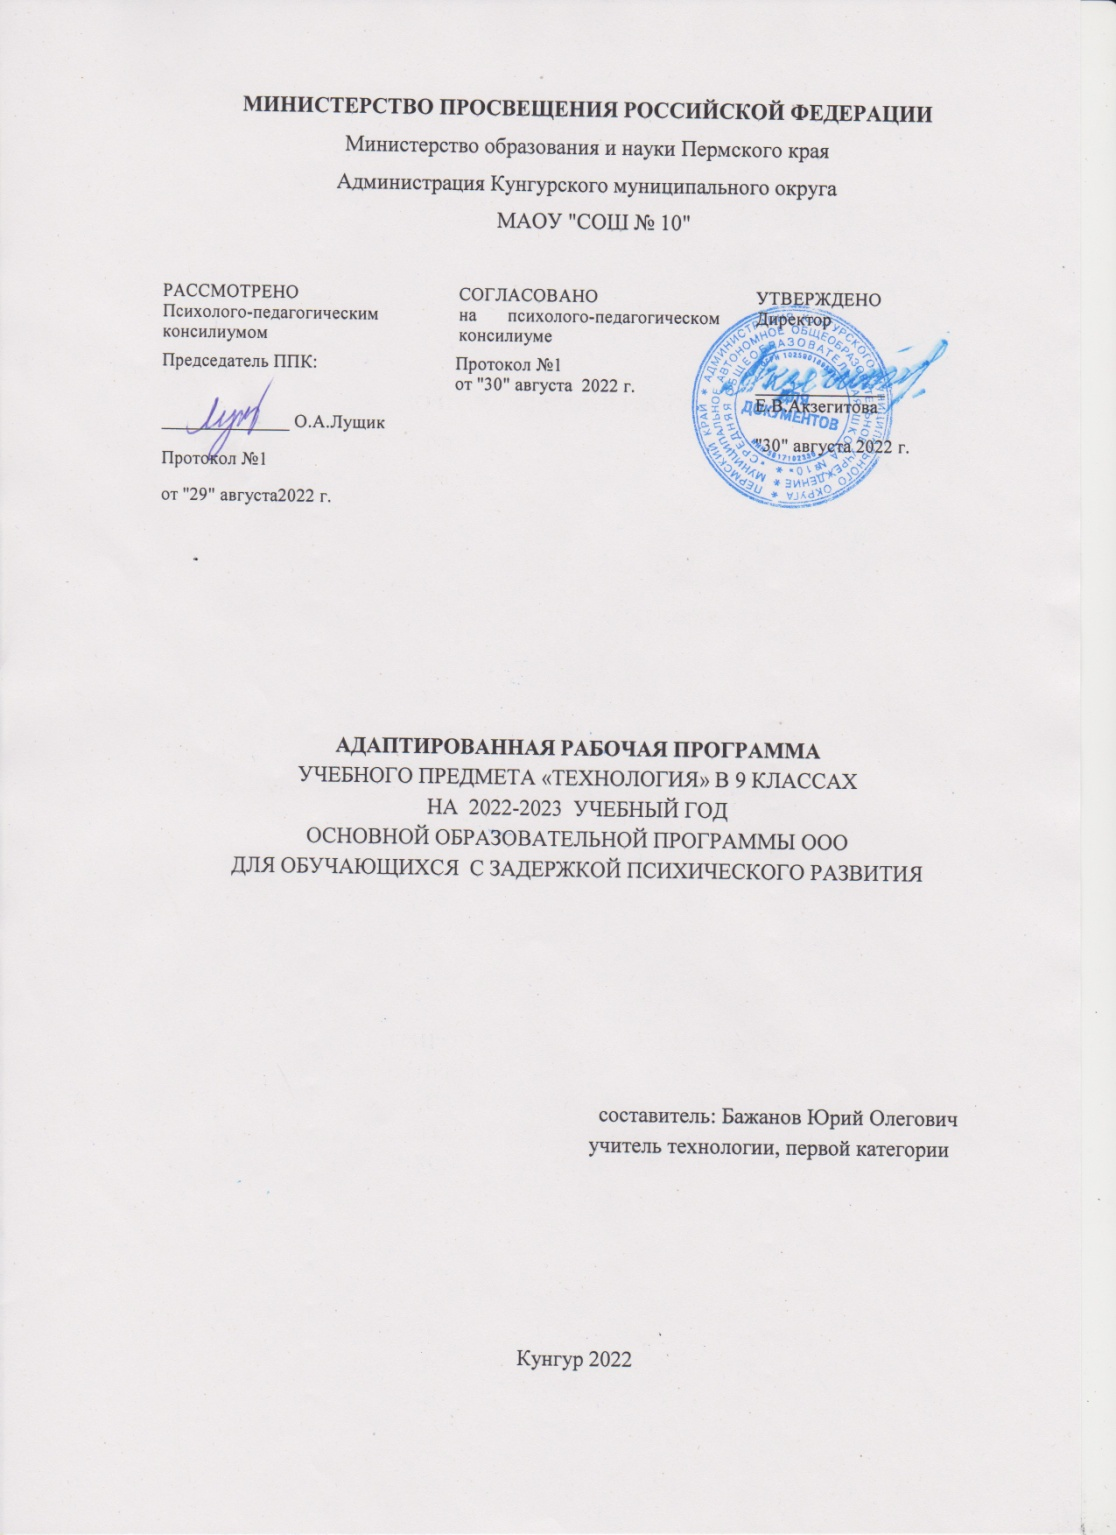 МИНИСТЕРСТВО ПРОСВЕЩЕНИЯ РОССИЙСКОЙ ФЕДЕРАЦИИ
Министерство образования и науки Пермского края
Администрация Кунгурского муниципального округа
МАОУ "СОШ № 10"
РАССМОТРЕНО
Психолого-педагогическим
консилиумом
Председатель ППК:
______________ О.А.Лущик
Протокол №1
от "29" августа2022 г.
СОГЛАСОВАНО
на психолого-педагогическом
консилиуме
Протокол №1
от "30" августа 2022 г.
УТВЕРЖДЕНО
Директор
Е.В.Акзегитова
"30" августа 2022 г.
ДОКУМЕНТОВ
АДАПТИРОВАННАЯ РАБОЧАЯ ПРОГРАММА
УЧЕБНОГО ПРЕДМЕТА «ТЕХНОЛОГИЯ» В 9 КЛАССАХ
НА 2022-2023 УЧЕБНЫЙ ГОД
ОСНОВНОЙ ОБРАЗОВАТЕЛЬНОЙ ПРОГРАММЫ ООО
ДЛЯ ОБУЧАЮЩИХСЯ С ЗАДЕРЖКОЙ ПСИХИЧЕСКОГО РАЗВИТИЯ
составитель: Бажанов Юрий Олегович
учитель технологии, первой категории
Кунгур 2022